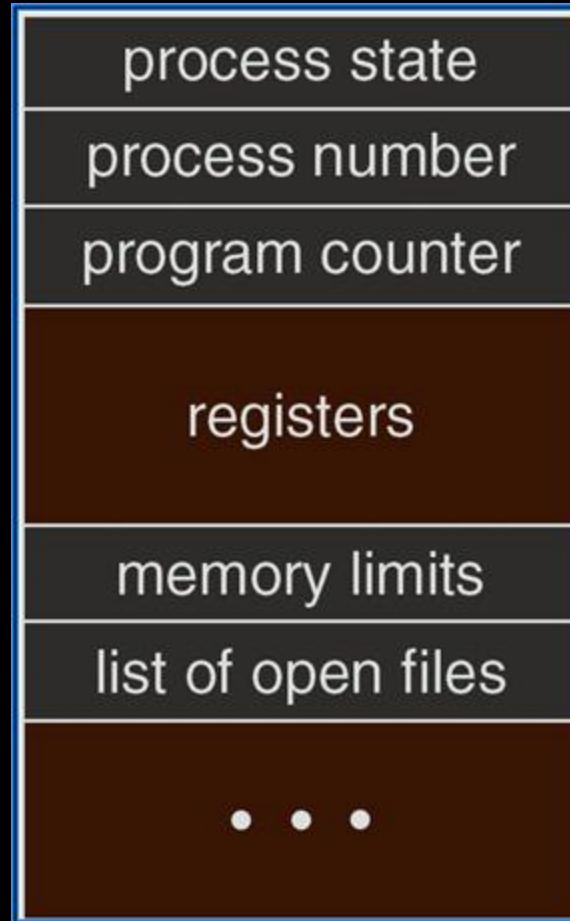 process state
process number
program counter
registers
memory limits
list of open files
• • •